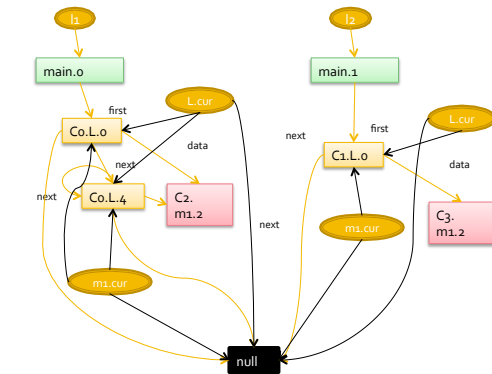 l1
l2
main.0
main.1
L.cur
first
C0.L.0
L.cur
next
first
data
C1.L.0
next
data
next
C0.L.4
C2.
m1.2
C3.
m1.2
next
m1.cur
m1.cur
null